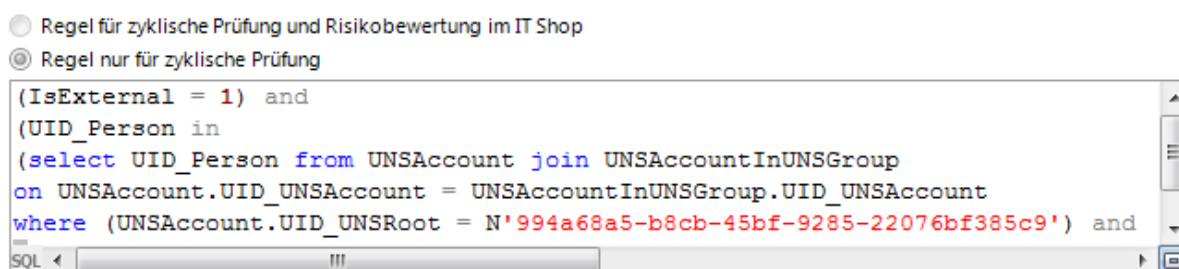 Regel für zyklische Prüfung und Risikobewertung im IT Shop
Regel nur für zyklische Prüfung
(IsExternal = 1) and
(UID_Person in
(select UID_Person from UNSAccount join UNSAccountInUNSGroup
on UNSAccount.UID_UNSAccount = UNSAccountInUNSGroup.UID_UNSAccount
where (UNSAccount.UID_UNSRoot = N'994a68a5-b8cb-45bf-9285-22076bf385c9') and
SQL